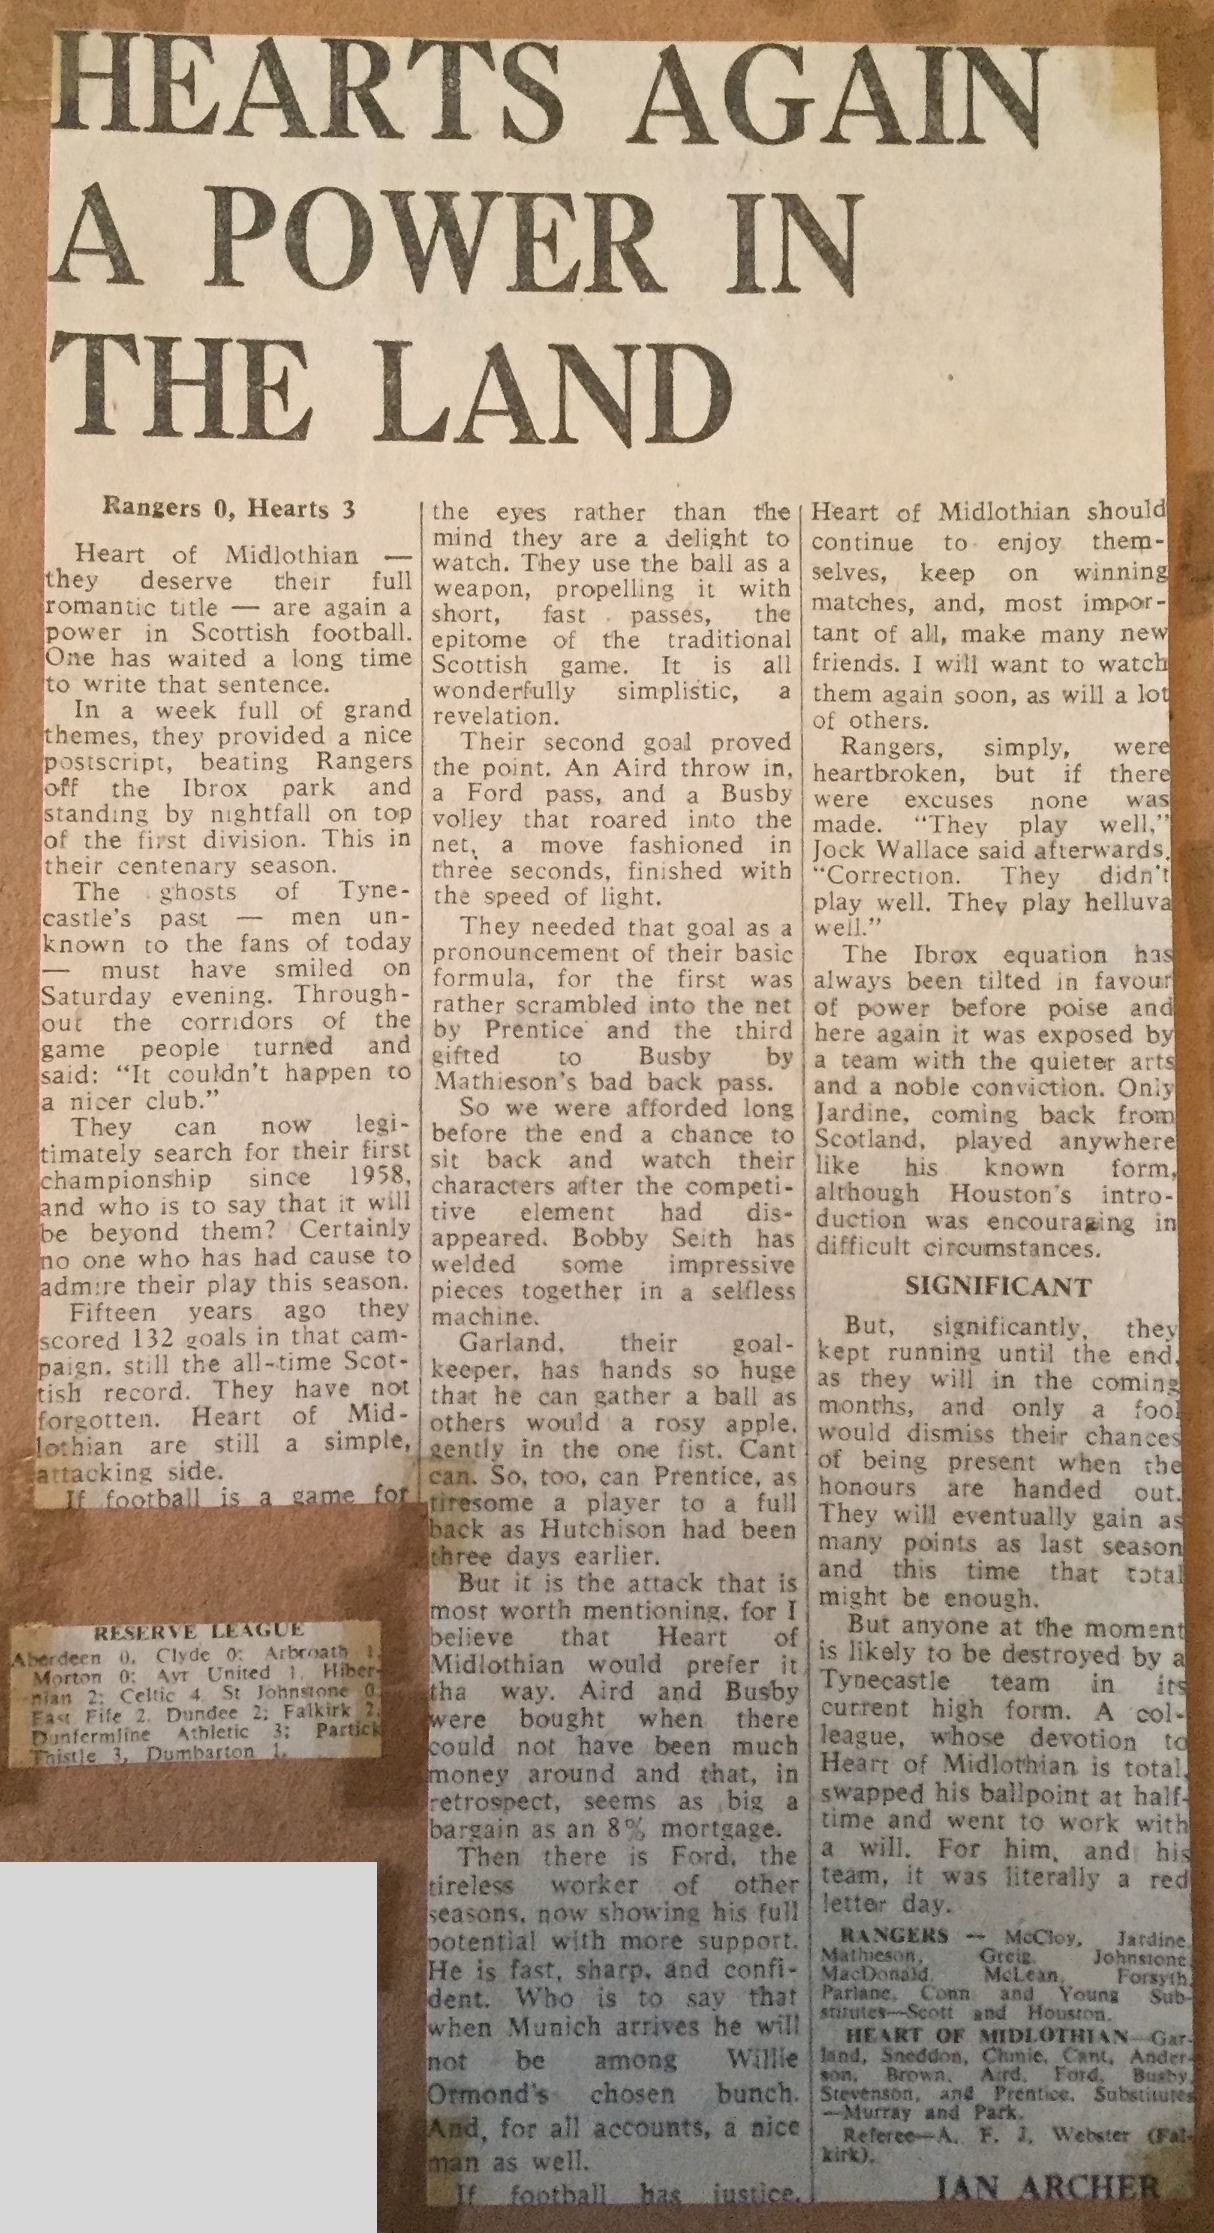 HEARTS AGAIN
A POWER IN
THE LAND
Rangers 0, Hearts 3
Heart of Midlothian —
they deserve their full
romantic title — are again a
power in Scottish football.
One has waited a long time
to write that sentence.
In a week full of grand
themes, they provided a nice
postscript, beating Rangers
off the Ibrox park and
standing by nightfall on top
of the first division. This in
their centenary season.
The ghosts of Tyne-
castle's past — men un-
known to the fans of today
— must have smiled on
Saturday evening. Through-
out the corridors of the
game people turned and
said: "It couldn't happen to
a nicer club."
They can now legi-
timately search for their first
championship since 1958,
and who is to say that it will
be beyond them? Certainly
no one who has had cause to
admire their play this season.
Fifteen years ago they
scored 132 goals in that cam-
paign, still the all-time Scot-
tish record. They have not
forgotten. Heart of Mid-
lothian are still a simple,
attacking side.
If football is a game for
the eyes rather than the
mind they are a delight to
watch. They use the ball as a
weapon, propelling it with
short, fast passes, the
epitome of the traditional
Scottish game. It is all
wonderfully simplistic, a
revelation.
Their second goal proved
the point. An Aird throw in,
a Ford pass, and a Busby
volley that roared into the
net, a move fashioned in
three seconds, finished with
the speed of light.
They needed that goal as a
pronouncement of their basic
formula, for the first was
rather scrambled into the net
by Prentice and the third
gifted to Busby by
Mathieson's bad back pass.
So we were afforded long
before the end a chance to
sit back and watch their
characters after the competi-
tive element had dis-
appeared. Bobby Seith has
welded some impressive
pieces together in a selfless
machine.
Garland, their goal-
keeper, has hands so huge
that he can gather a ball as
others would a rosy apple,
gently in the one fist. Cant
can. So, too, can Prentice, as
tiresome a player to a full
back as Hutchison had been
three days earlier.
But it is the attack that is
most worth mentioning, for I
believe that Heart of
Midlothian would prefer it
tha way. Aird and Busby
were bought when there
could not have been much
money around and that, in
retrospect, seems as big a
bargain as an 8% mortgage.
Then there is Ford, the
tireless worker of other
seasons, now showing his full
potential with more support.
He is fast, sharp, and confi-
dent. Who is to say that
when Munich arrives he will
not be among Willie
Ormond's chosen bunch.
And, for all accounts, a nice
man as well.
If football has justice,
Heart of Midlothian should
continue to enjoy them-
selves, keep on winning
matches, and, most impor-
tant of all, make many new
friends. I will want to watch
them again soon, as will a lot
of others.
Rangers, simply, were
heartbroken, but if there
were excuses none was
made. "They play well,"
Jock Wallace said afterwards.
"Correction. They didn't
play well. They play helluva
well."
The Ibrox equation has
always been tilted in favour
of power before poise and
here again it was exposed by
a team with the quieter arts
and a noble conviction. Only
Jardine, coming back from
Scotland, played anywhere
like his known form,
although Houston's intro-
duction was encouraging in
difficult circumstances.
SIGNIFICANT
But, significantly, they
kept running until the end,
as they will in the coming
months, and only a fool
would dismiss their chances
of being present when the
honours are handed out.
They will eventually gain as
many points as last season
and this time that total
might be enough.
But anyone at the moment
is likely to be destroyed by a
Tynecastle team in its
current high form. A col-
league, whose devotion to
Heart of Midlothian is total,
swapped his ballpoint at half-
time and went to work with
a will. For him, and his
team, it was literally a red
letter day.
RANGERS — McCloy, Jardine,
Mathieson, Greig, Johnstone,
MacDonald, McLean, Forsyth,
Parlane, Conn and Young Sub-
stitutes—Scott and Houston.
HEART OF MIDLOTHIAN—Gar-
land, Sneddon, Clunie, Cant, Ander-
son, Brown, Aird, Ford, Busby,
Stevenson, and Prentice. Substitutes
—Murray and Park.
Referee—A. F. J. Webster (Fal-
kirk).
IAN ARCHER
RESERVE LEAGUE
Aberdeen 0, Clyde 0; Arbroath 1,
Morton 0; Ayr United 1, Hiber-
nian 2; Celtic 4, St Johnstone 0;
East Fife 2, Dundee 2; Falkirk 2,
Dunfermline Athletic 3; Partick
Thistle 3, Dumbarton 1.